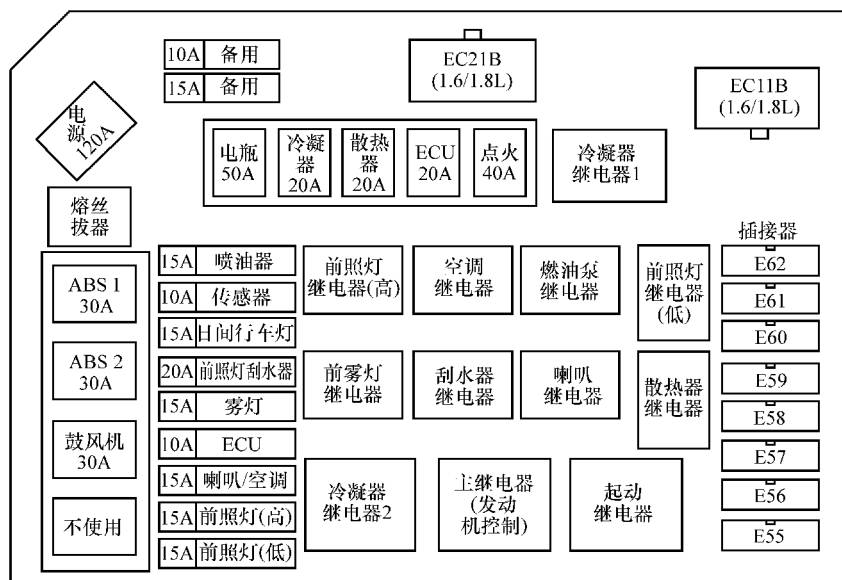 10A 备用
15A 备用
EC21B
(1.6/1.8L)
EC11B
(1.6/1.8L)
电源
120A
电瓶
50A
冷凝
器
20A
散热
器
20A
ECU
20A
点火
40A
冷凝器
继电器1
熔丝
拔器
ABS 1
30A
ABS 2
30A
鼓风机
30A
不使用
15A 喷油器
10A 传感器
15A 日间行车灯
20A 前照灯刮水器
15A 雾灯
10A ECU
15A 喇叭/空调
15A 前照灯(高)
15A 前照灯(低)
前照灯
继电器(高)
空调
继电器
燃油泵
继电器
前照灯
继电器
(低)
前雾灯
继电器
刮水器
继电器
喇叭
继电器
散热器
继电器
冷凝器
继电器2
主继电器
(发动
机控制)
起动
继电器
插接器
E62
E61
E60
E59
E58
E57
E56
E55